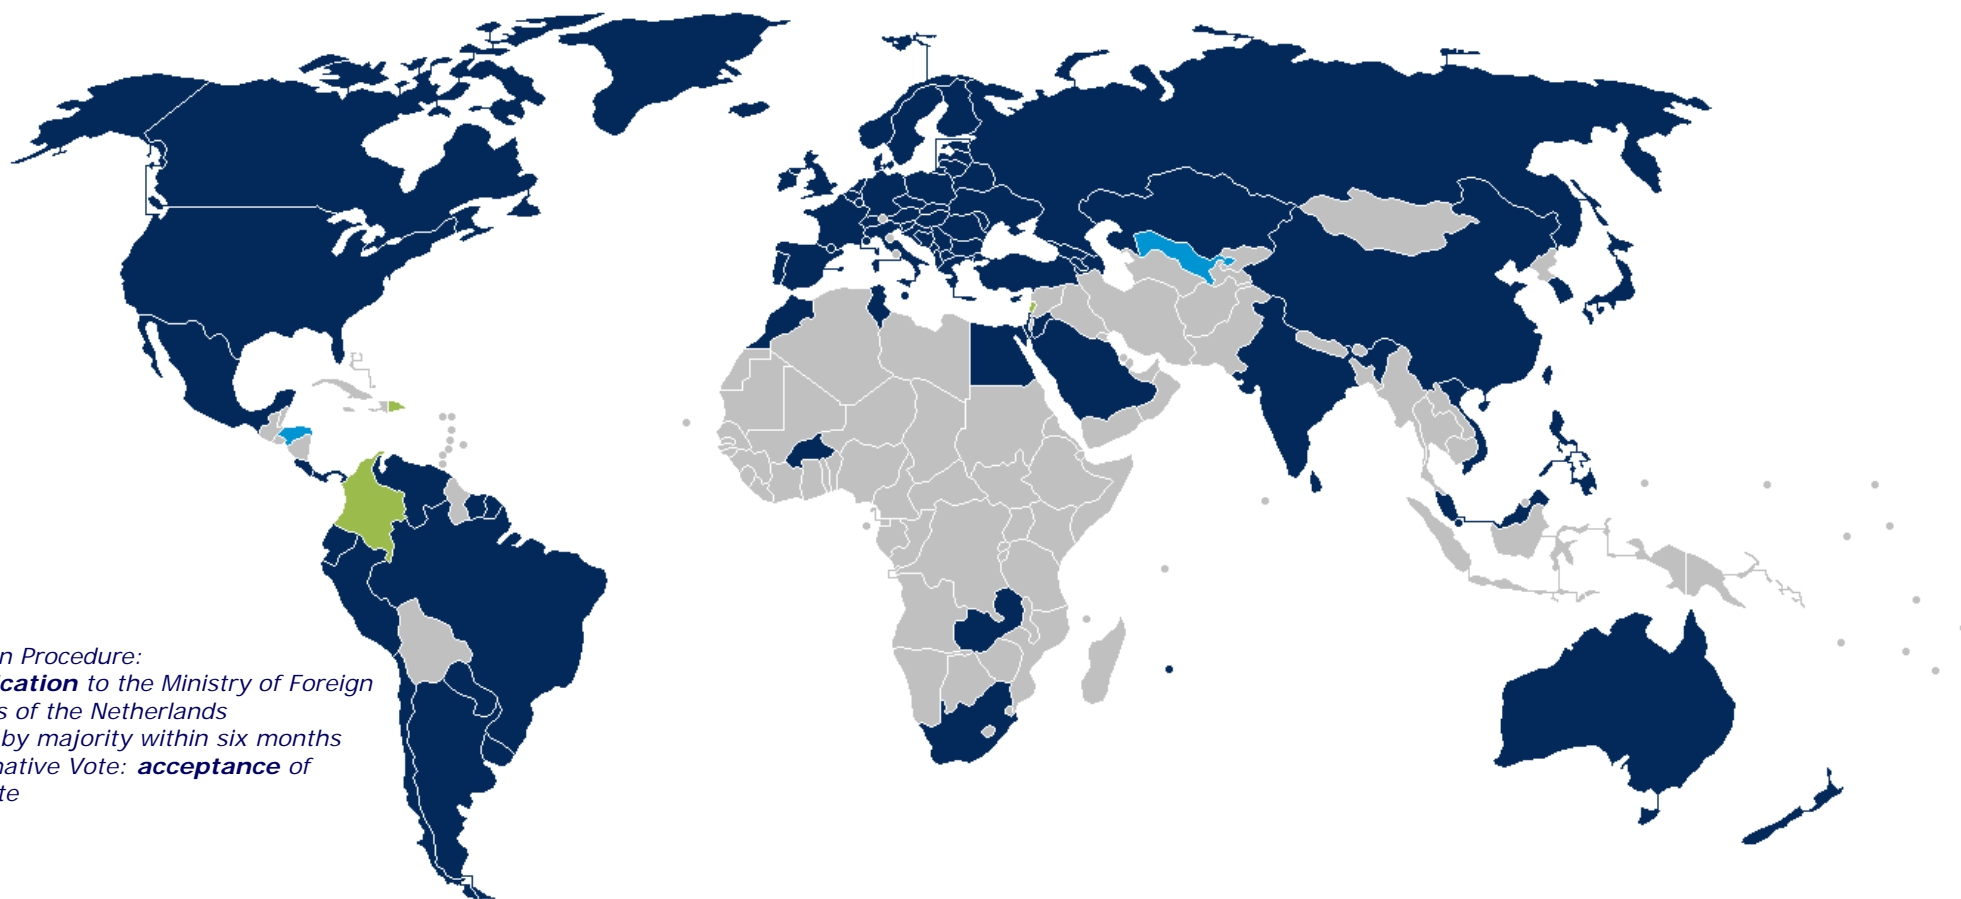 n Procedure:
ication to the Ministry of Foreign
s of the Netherlands
by majority within six months
native Vote: acceptance of
te